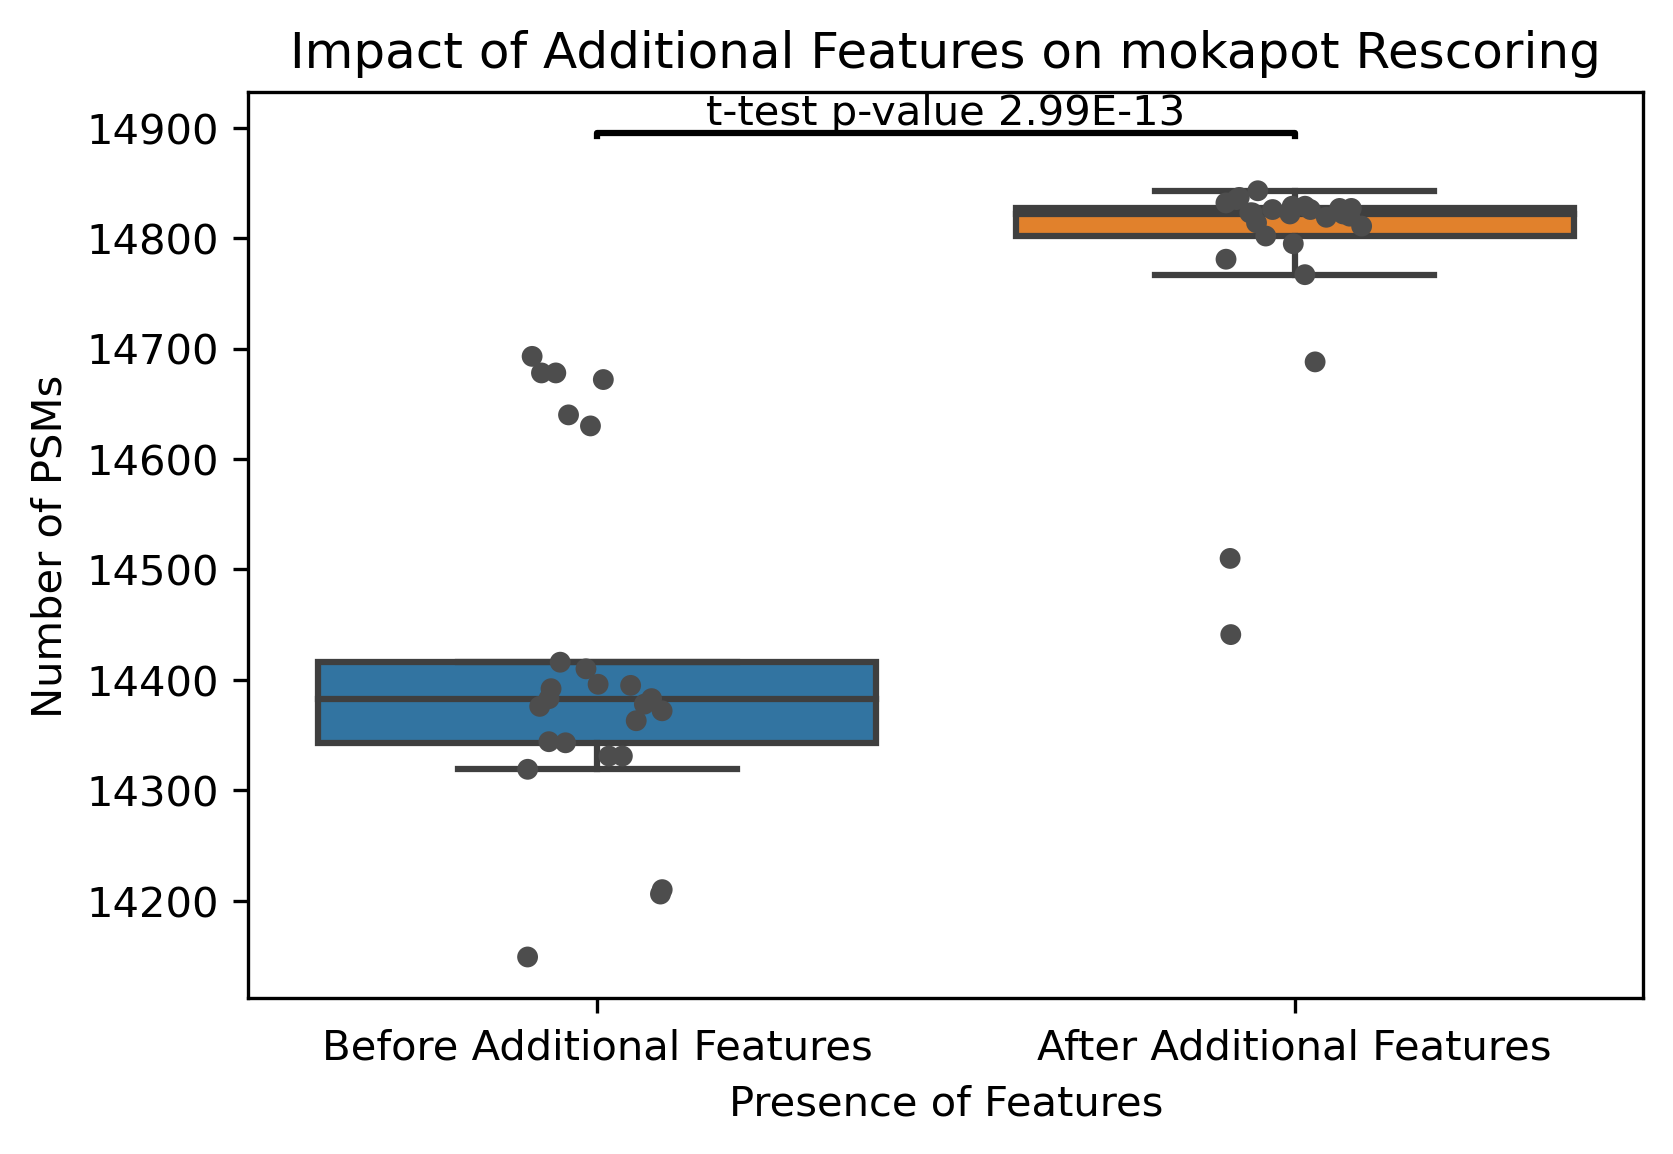 Impact of Additional Features on mokapot Rescoring
t-test p-value 2.99E-13
14900
14800
14700
14600
14500
14400
14300
14200
Number of PSMs
Before Additional Features
After Additional Features
Presence of Features